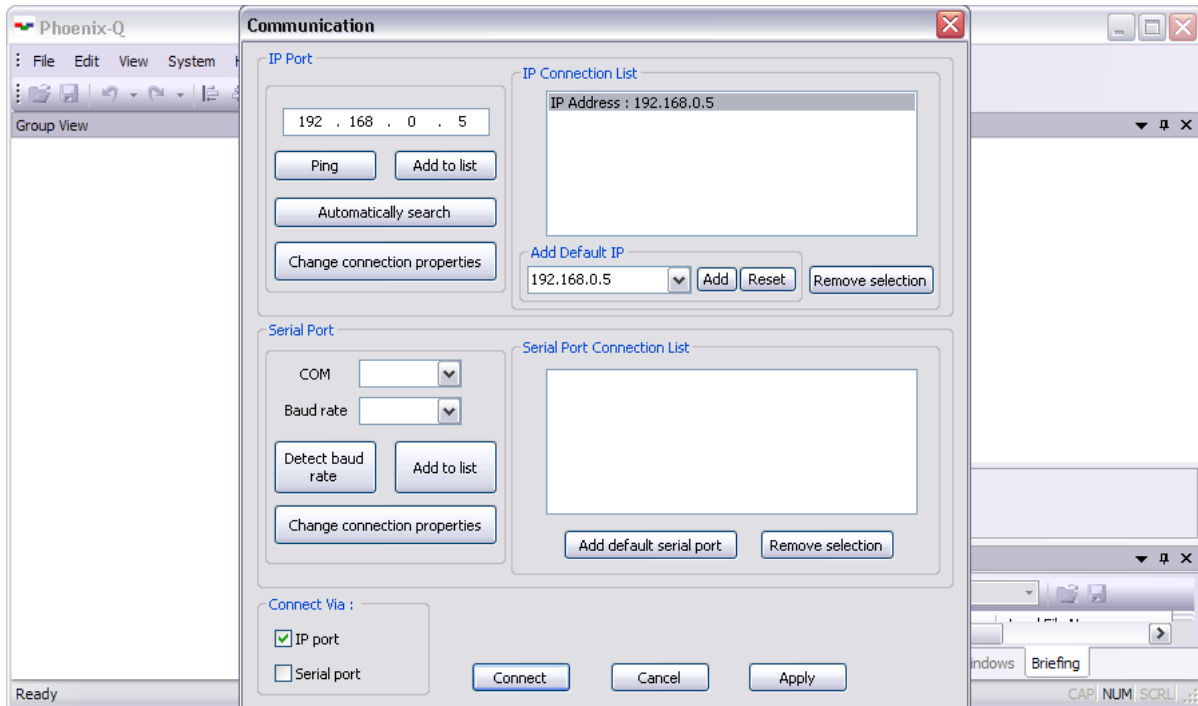 Phoenix-Q
File Edit View System
Group View
Communication
IP Port
192 . 168 . 0 . 5
Ping Add to list
Automatically search
Change connection properties
IP Connection List
IP Address : 192.168.0.5
Add Default IP
192.168.0.5 Add Reset Remove selection
Serial Port
COM
Baud rate
Detect baud
rate
Add to list
Change connection properties
Serial Port Connection List
Add default serial port Remove selection
Connect Via :
IP port
Serial port
Connect Cancel Apply
indows Briefing
Ready
CAP NUM SCRL